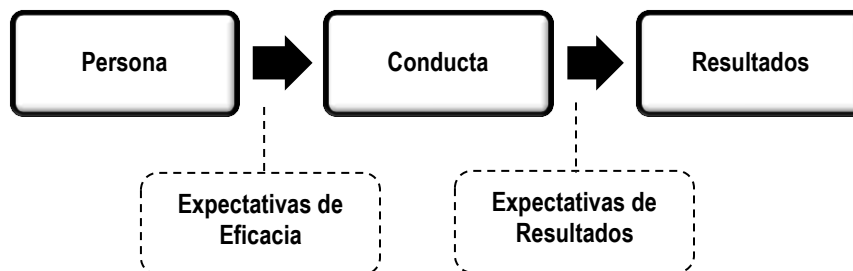 Persona
Conducta
Resultados
Expectativas de
Eficacia
Expectativas de
Resultados